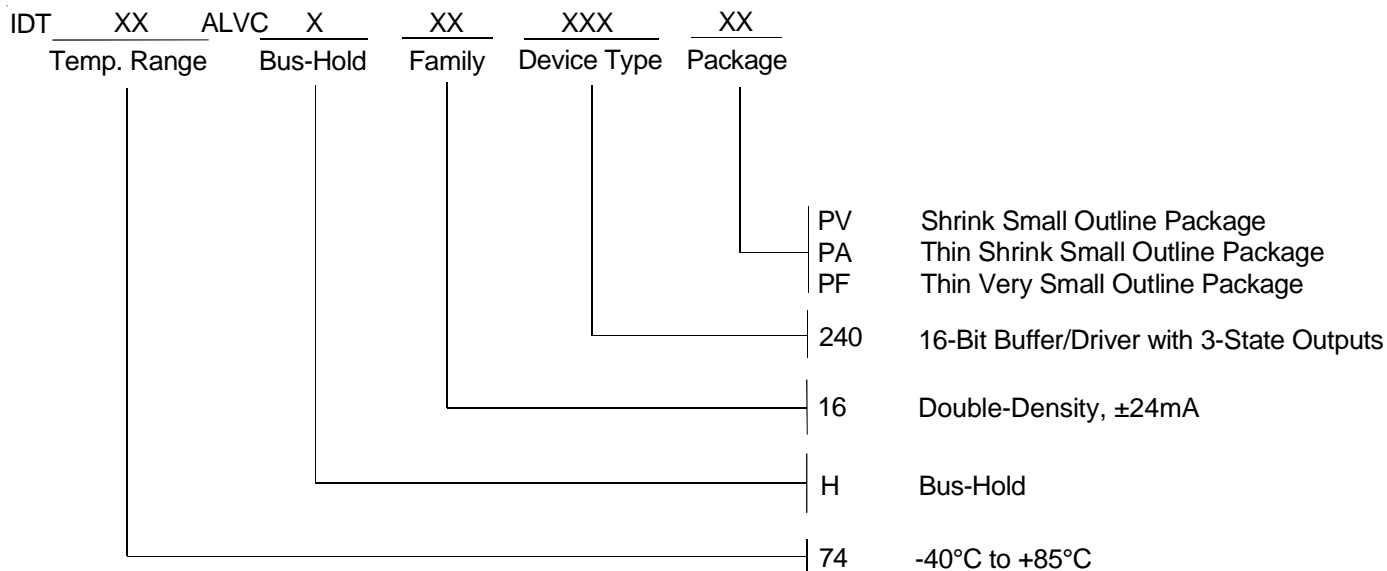 IDT XX ALVC X XX XXX XX
Temp. Range Bus-Hold Family Device Type Package
PV Shrink Small Outline Package
PA Thin Shrink Small Outline Package
PF Thin Very Small Outline Package
240 16-Bit Buffer/Driver with 3-State Outputs
16 Double-Density, ±24mA
H Bus-Hold
74 -40°C to +85°C